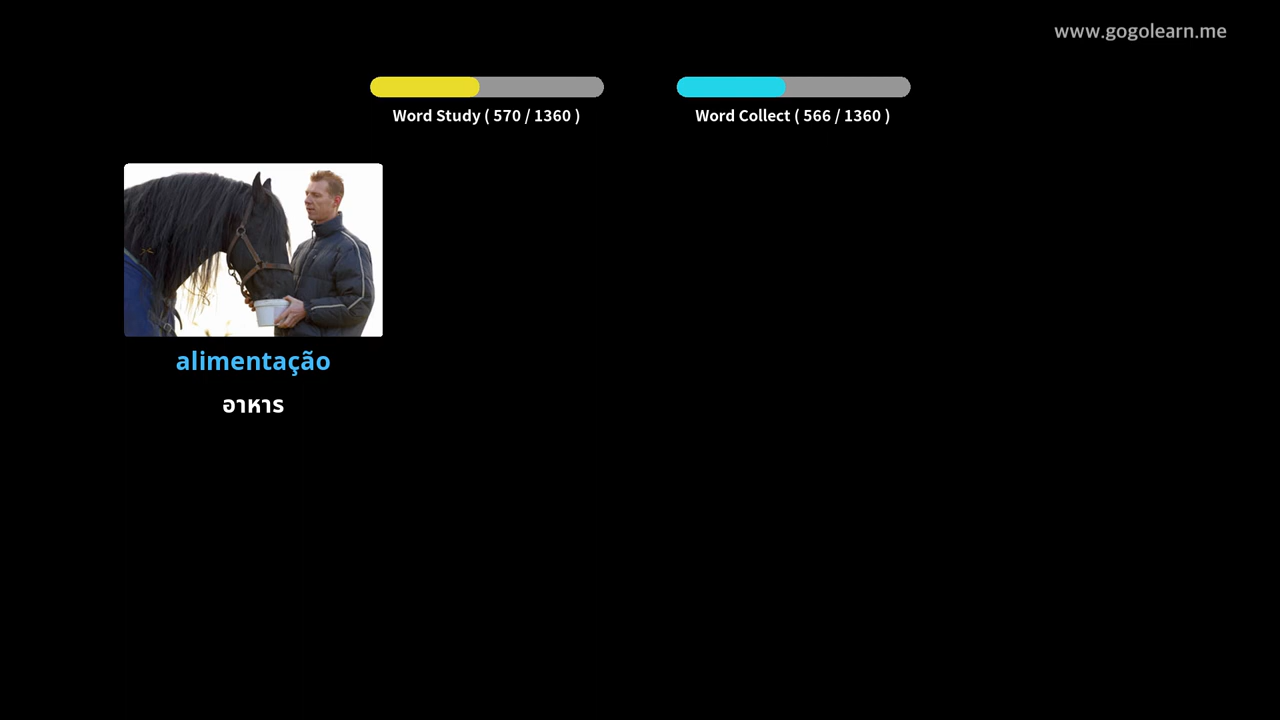 www.gogolearn.me
Word Study ( 570 / 1360 )
Word Collect ( 566 / 1360 )
alimentação
อาหาร